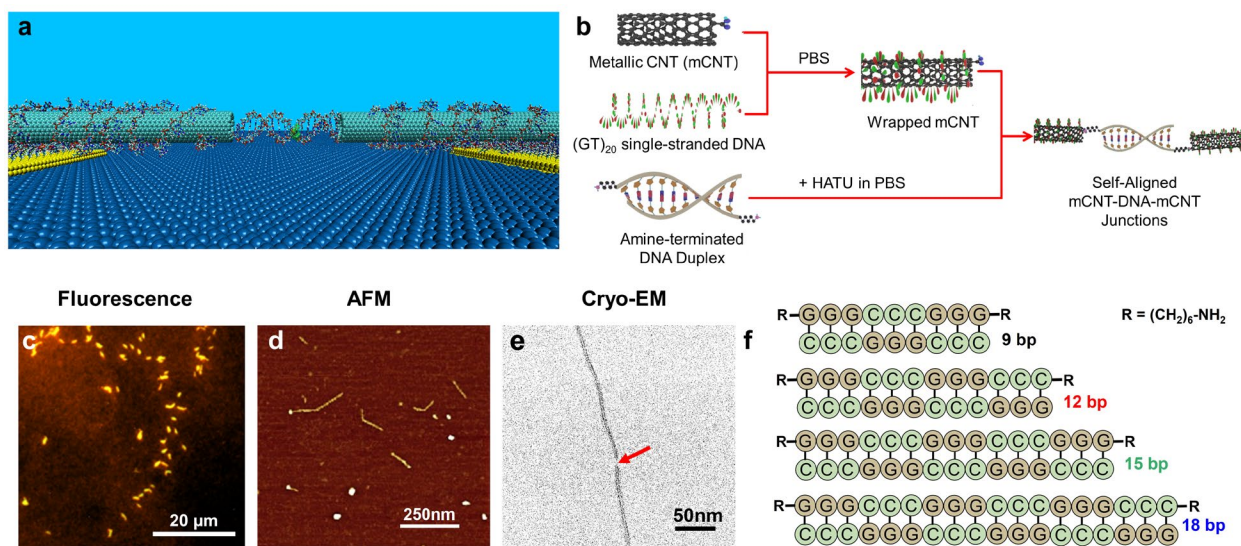 a
b
Metallic CNT (mCNT)
PBS
(GT)₂₀ single-stranded DNA
Wrapped mCNT
+ HATU in PBS
Amine-terminated
DNA Duplex
Self-Aligned
mCNT-DNA-mCNT
Junctions
Fluorescence
c
20 µm
AFM
d
250nm
Cryo-EM
e
50nm
f
R = (CH₂)₆-NH₂
R-GGGCCCGGG-R
CCCGGGCCC
9 bp
R-GGGCCCGGGCCC-R
CCCGGGCCCGGG
12 bp
R-GGGCCCGGGCCCGGG-R
CCCGGGCCCGGGCCC
15 bp
R-GGGCCCGGGCCCGGGCCC-R
CCCGGGCCCGGGCCCGGG
18 bp